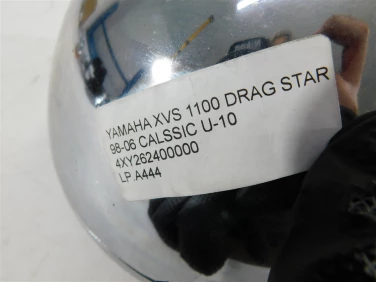 YAMAHA XVS 1100 DRAG STAR
98-06 CALSSIC U-10
4XY262400000
LP A444